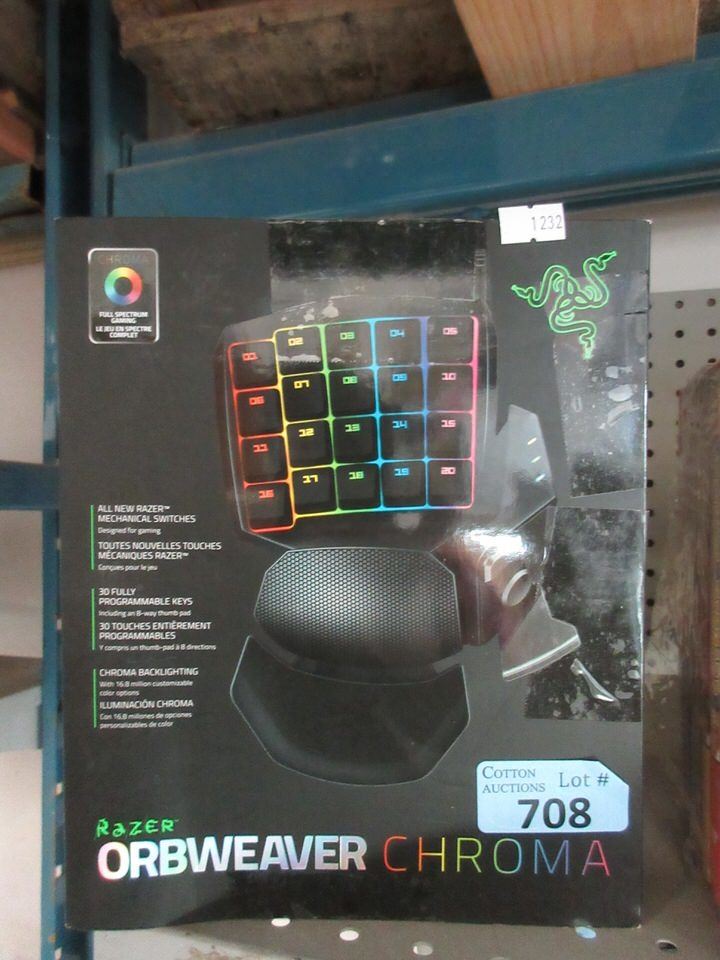 1232
CHROMA
FULL SPECTRUM
GAMING
LE JEU EN SPECTRE
COMPLET
01 02 03 04 05
06 07 08 09 10
11 12 13 14 15
16 17 18 19 20
ALL NEW RAZER™
MECHANICAL SWITCHES
Designed for gaming
TOUTES NOUVELLES TOUCHES
MÉCANIQUES RAZER™
Conçues pour le jeu
30 FULLY
PROGRAMMABLE KEYS
Including an 8-way thumb pad
30 TOUCHES ENTIÈREMENT
PROGRAMMABLES
Y compris un thumb-pad à 8 directions
CHROMA BACKLIGHTING
With 16.8 million customizable
color options
ILUMINACIÓN CHROMA
Con 16,8 millones de opciones
personalizables de color
COTTON
AUCTIONS
Lot #
708
RAZER™
ORBWEAVER CHROMA